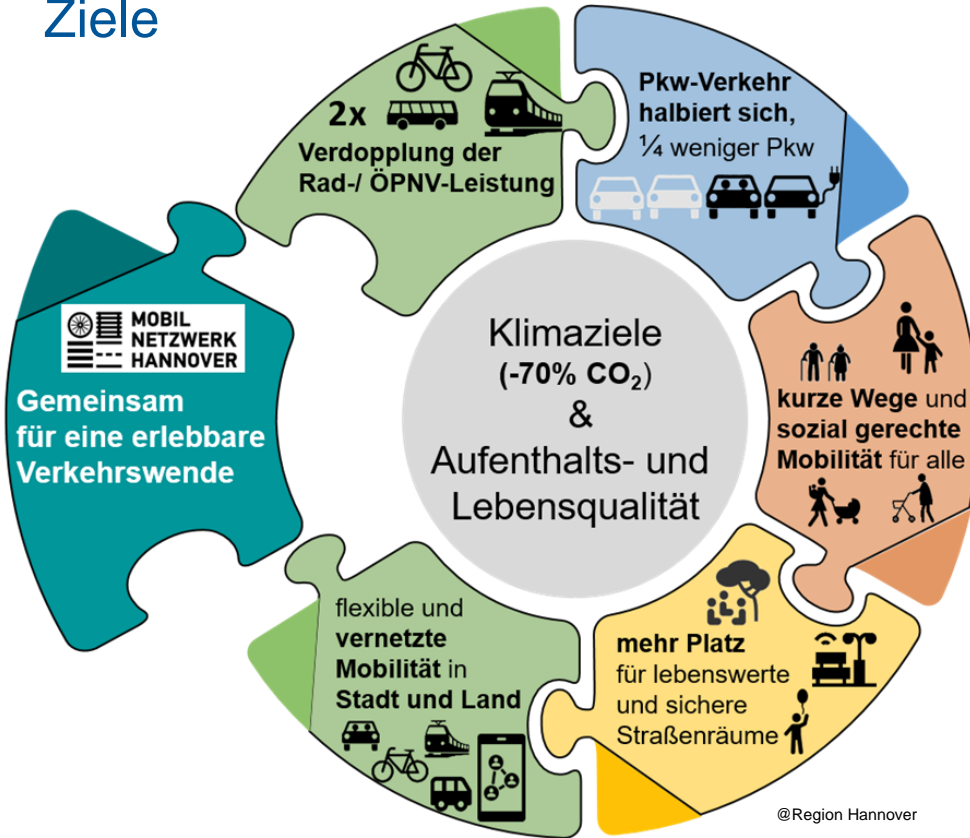 Ziele
2x
Verdopplung der
Rad-/ ÖPNV-Leistung
Pkw-Verkehr
halbiert sich,
¼ weniger Pkw
kurze Wege und
sozial gerechte
Mobilität für alle
mehr Platz
für lebenswerte
und sichere
Straßenräume
flexible und
vernetzte
Mobilität in
Stadt und Land
MOBIL
NETZWERK
HANNOVER
Gemeinsam
für eine erlebbare
Verkehrswende
Klimaziele
(-70% CO₂)
&
Aufenthalts- und
Lebensqualität
@Region Hannover